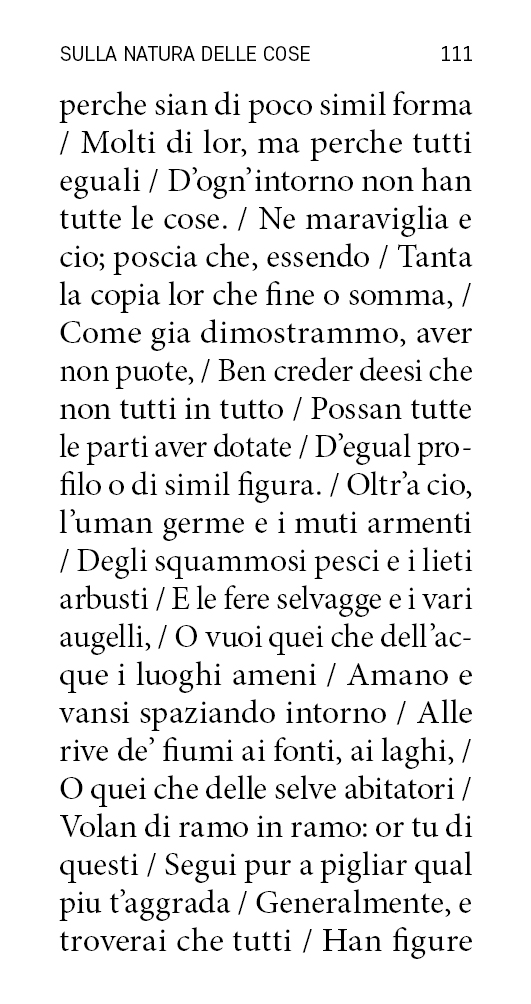 SULLA NATURA DELLE COSE 111
perche sian di poco simil forma
/ Molti di lor, ma perche tutti
eguali / D’ogn’intorno non han
tutte le cose. / Ne maraviglia e
cio; poscia che, essendo / Tanta
la copia lor che fine o somma, /
Come gia dimostrammo, aver
non puote, / Ben creder deesi che
non tutti in tutto / Possan tutte
le parti aver dotate / D’egual pro-
filo o di simil figura. / Oltr’a cio,
l’uman germe e i muti armenti
/ Degli squammosi pesci e i lieti
arbusti / E le fere selvagge e i vari
augelli, / O vuoi quei che dell’ac-
que i luoghi ameni / Amano e
vansi spaziando intorno / Alle
rive de’ fiumi ai fonti, ai laghi, /
O quei che delle selve abitatori /
Volan di ramo in ramo: or tu di
questi / Segui pur a pigliar qual
piu t’aggrada / Generalmente, e
troverai che tutti / Han figure